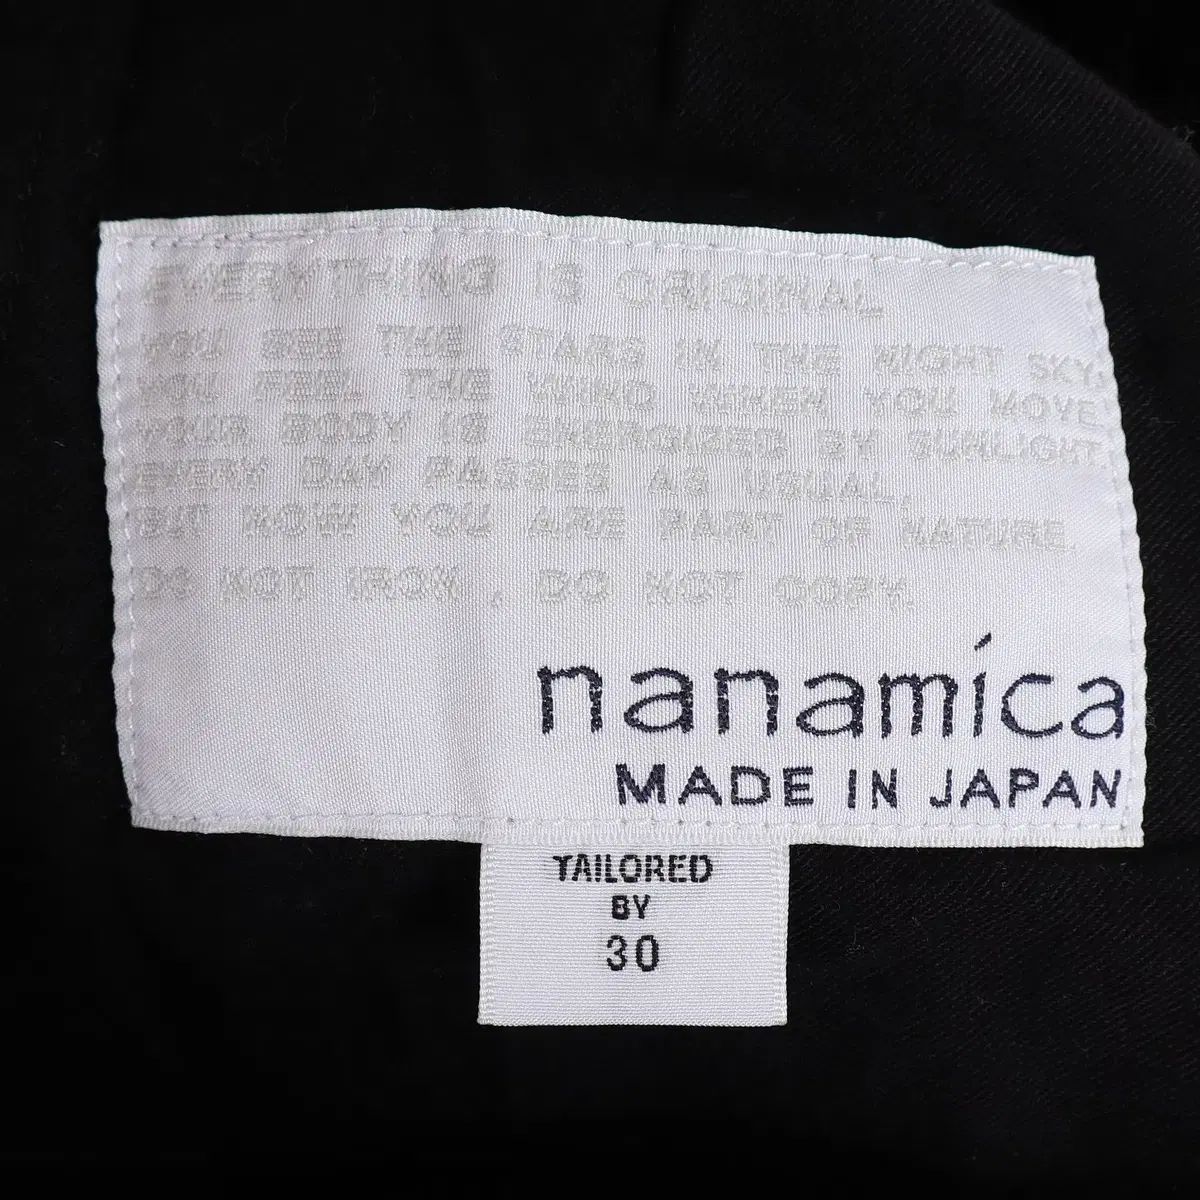 EVERYTHING IS ORIGINAL
YOU SEE THE STARS IN THE NIGHT SKY,
YOU FEEL THE WIND WHEN YOU MOVE.
YOUR BODY IS ENERGIZED BY SUNLIGHT.
EVERY DAY PASSES AS USUAL,
BUT NOW YOU ARE PART OF NATURE.
DO NOT IRON, DO NOT COPY.
nanamíca
MADE IN JAPAN
TAILORED
BY
30